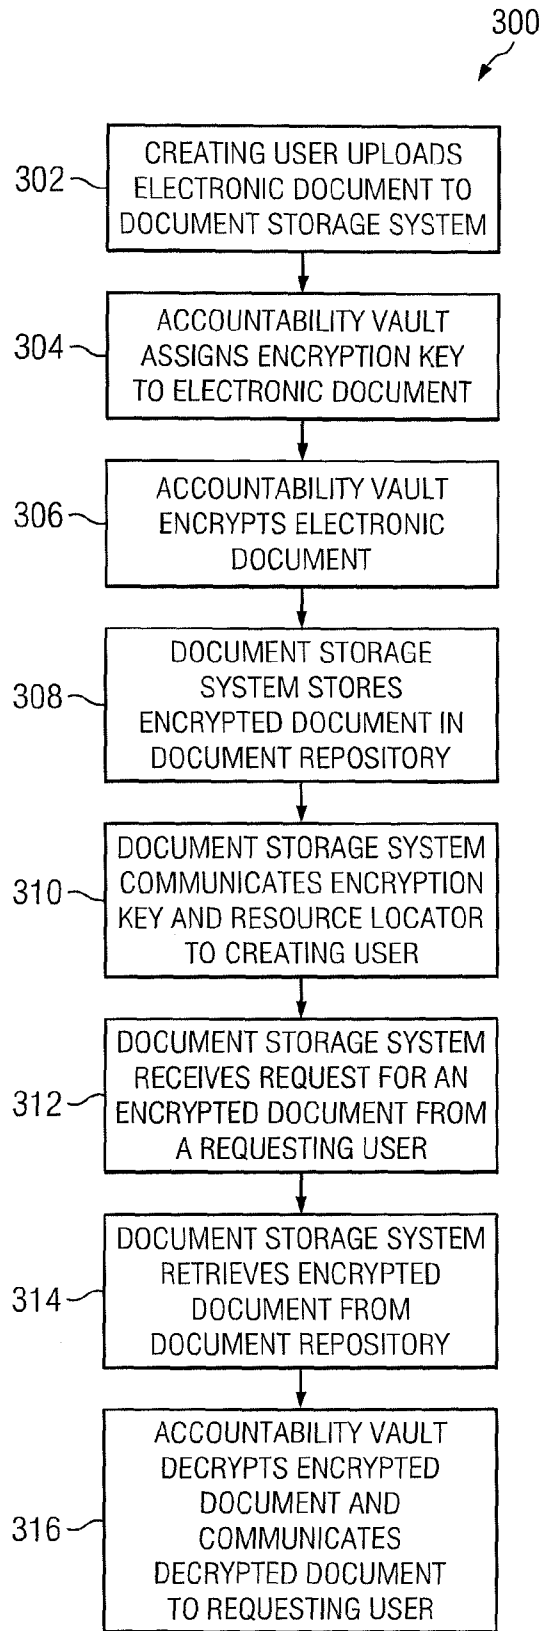 300
302
CREATING USER UPLOADS
ELECTRONIC DOCUMENT TO
DOCUMENT STORAGE SYSTEM
304
ACCOUNTABILITY VAULT
ASSIGNS ENCRYPTION KEY
TO ELECTRONIC DOCUMENT
306
ACCOUNTABILITY VAULT
ENCRYPTS ELECTRONIC
DOCUMENT
308
DOCUMENT STORAGE
SYSTEM STORES
ENCRYPTED DOCUMENT IN
DOCUMENT REPOSITORY
310
DOCUMENT STORAGE SYSTEM
COMMUNICATES ENCRYPTION
KEY AND RESOURCE LOCATOR
TO CREATING USER
312
DOCUMENT STORAGE SYSTEM
RECEIVES REQUEST FOR AN
ENCRYPTED DOCUMENT FROM
A REQUESTING USER
314
DOCUMENT STORAGE SYSTEM
RETRIEVES ENCRYPTED
DOCUMENT FROM
DOCUMENT REPOSITORY
316
ACCOUNTABILITY VAULT
DECRYPTS ENCRYPTED
DOCUMENT AND
COMMUNICATES
DECRYPTED DOCUMENT
TO REQUESTING USER